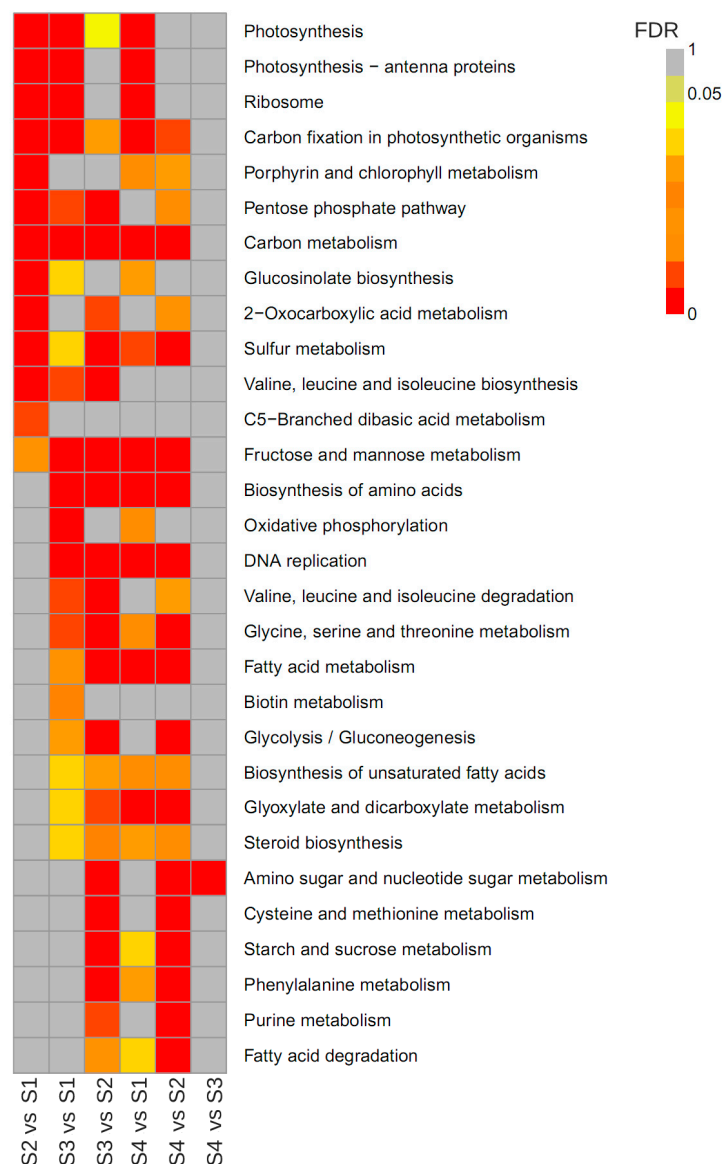 FDR
1
0.05
0
Photosynthesis
Photosynthesis − antenna proteins
Ribosome
Carbon fixation in photosynthetic organisms
Porphyrin and chlorophyll metabolism
Pentose phosphate pathway
Carbon metabolism
Glucosinolate biosynthesis
2−Oxocarboxylic acid metabolism
Sulfur metabolism
Valine, leucine and isoleucine biosynthesis
C5−Branched dibasic acid metabolism
Fructose and mannose metabolism
Biosynthesis of amino acids
Oxidative phosphorylation
DNA replication
Valine, leucine and isoleucine degradation
Glycine, serine and threonine metabolism
Fatty acid metabolism
Biotin metabolism
Glycolysis / Gluconeogenesis
Biosynthesis of unsaturated fatty acids
Glyoxylate and dicarboxylate metabolism
Steroid biosynthesis
Amino sugar and nucleotide sugar metabolism
Cysteine and methionine metabolism
Starch and sucrose metabolism
Phenylalanine metabolism
Purine metabolism
Fatty acid degradation
S2 vs S1
S3 vs S1
S3 vs S2
S4 vs S1
S4 vs S2
S4 vs S3